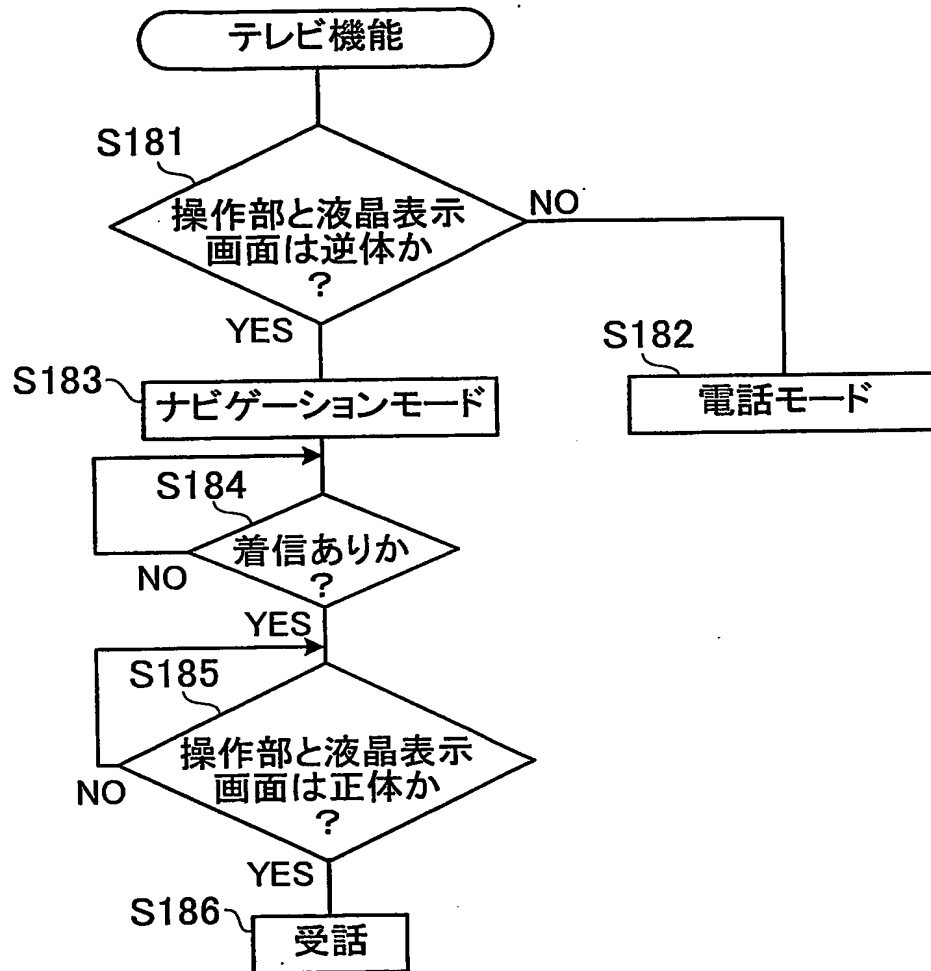 テレビ機能
S181
操作部と液晶表示
画面は逆体か
?
NO
YES
S182
電話モード
S183
ナビゲーションモード
S184
着信ありか
?
NO
YES
S185
操作部と液晶表示
画面は正体か
?
NO
YES
S186
受話